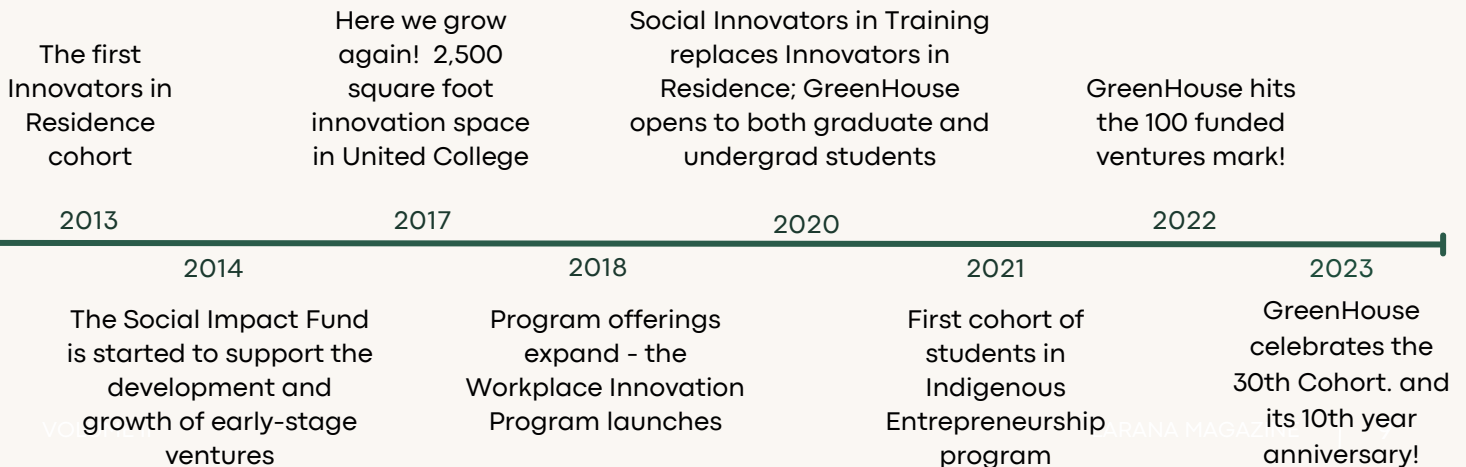 The first
Innovators in
Residence
cohort
2013
2014
The Social Impact Fund
is started to support the
development and
growth of early-stage
ventures
Here we grow
again!  2,500
square foot
innovation space
in United College
2017
2018
Program offerings
expand - the
Workplace Innovation
Program launches
Social Innovators in Training
replaces Innovators in
Residence; GreenHouse
opens to both graduate and
undergrad students
2020
2021
First cohort of
students in
Indigenous
Entrepreneurship
program
GreenHouse hits
the 100 funded
ventures mark!
2022
2023
GreenHouse
celebrates the
30th Cohort. and
its 10th year
anniversary!
MAGAZINE